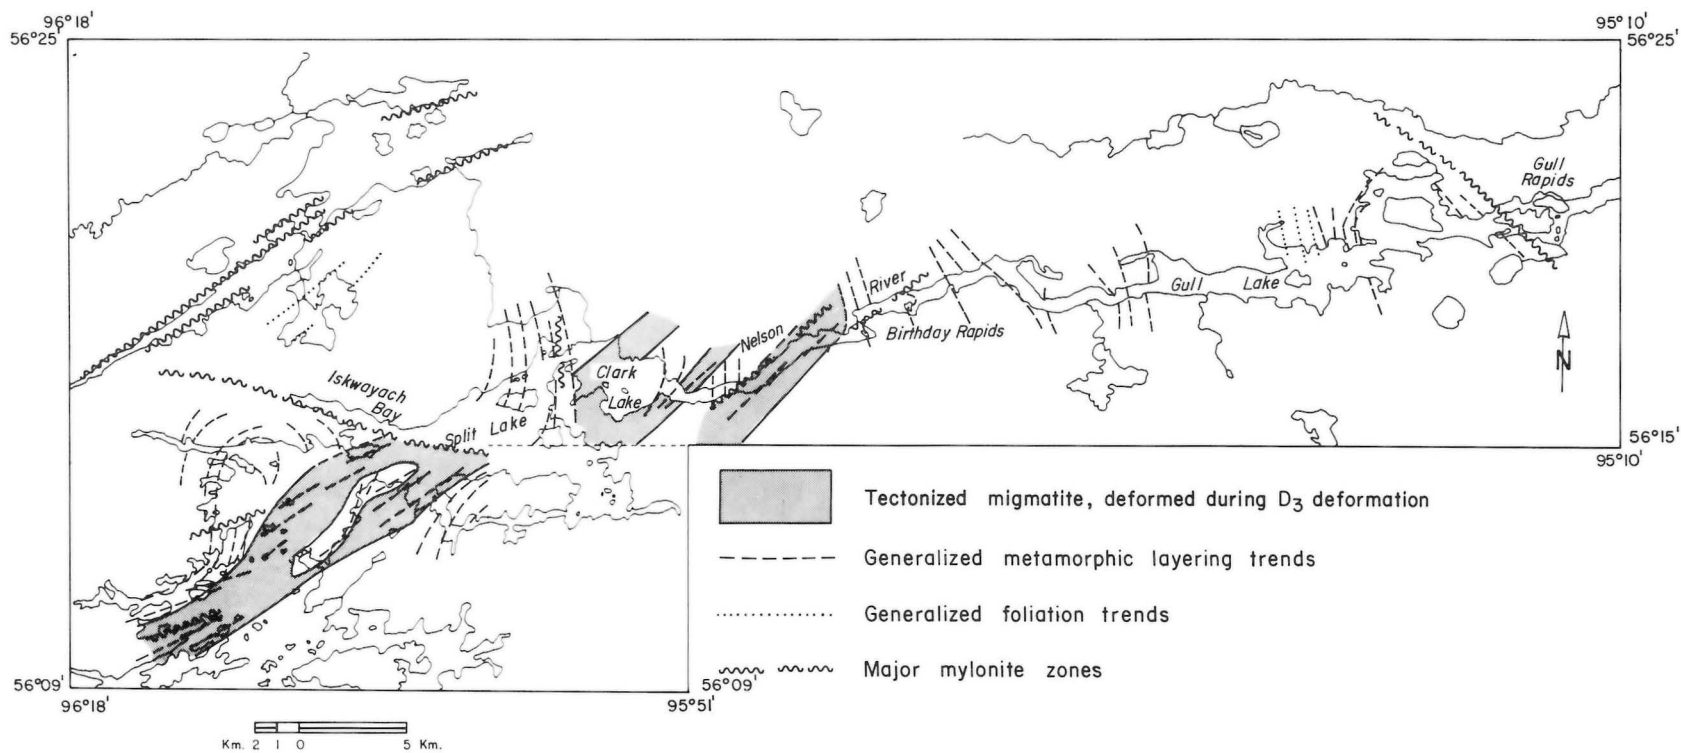 96°18'
95°10'
56°25'
56°25'
Gull
Rapids
River
Gull Lake
Nelson
Birthday Rapids
N
Clark
Lake
Iskwayach
Bay
Split Lake
56°15'
95°10'
Tectonized migmatite, deformed during D3 deformation
Generalized metamorphic layering trends
Generalized foliation trends
Major mylonite zones
56°09'
56°09'
96°18'
95°51'
Km. 2 1 0 5 Km.